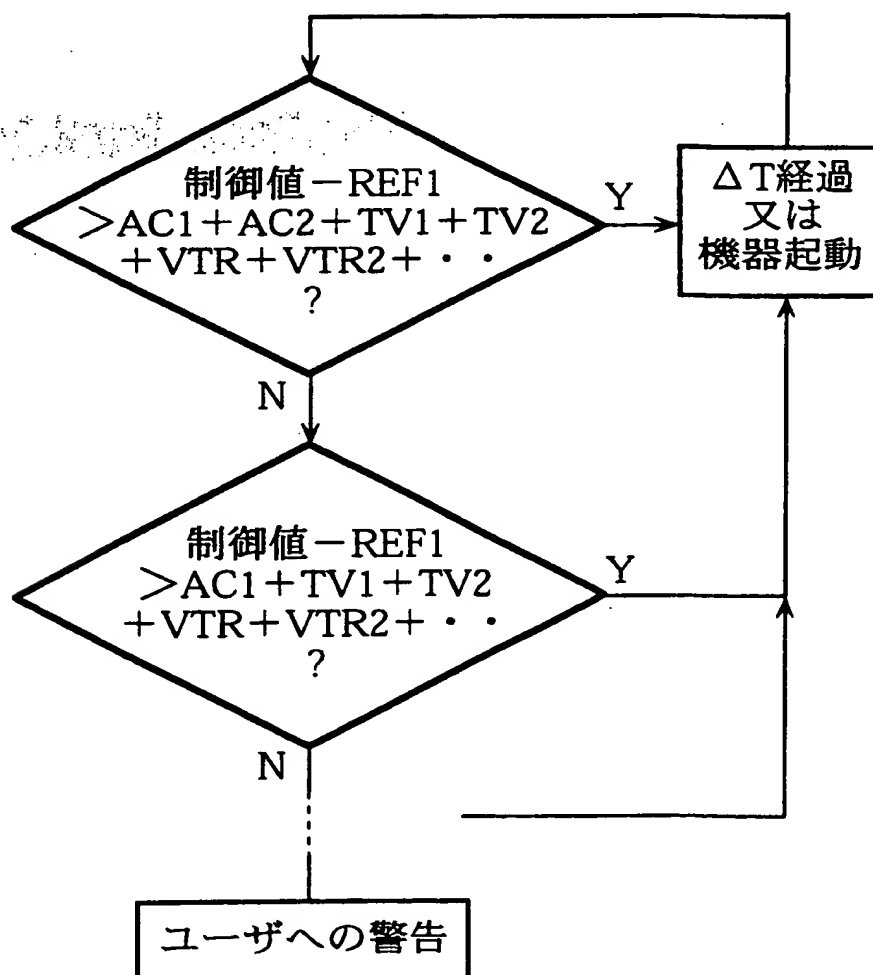 制御値－REF1
＞AC1＋AC2＋TV1＋TV2
＋VTR＋VTR2＋・・
?
Y
△T経過
又は
機器起動
N
制御値－REF1
＞AC1＋TV1＋TV2
＋VTR＋VTR2＋・・
?
Y
N
ユーザへの警告